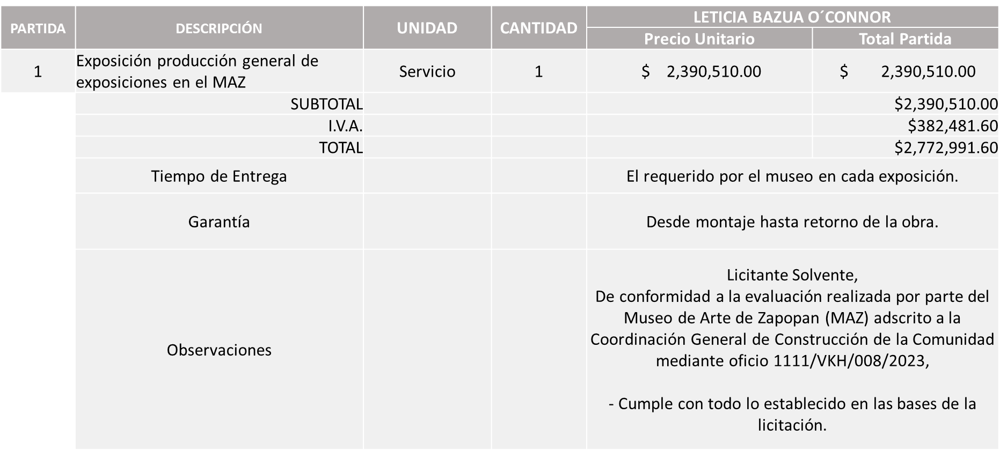 PARTIDA DESCRIPCIÓN UNIDAD CANTIDAD LETICIA BAZUA O´CONNOR
Precio Unitario Total Partida
1 Exposición producción general de
exposiciones en el MAZ Servicio 1 $ 2,390,510.00 $ 2,390,510.00
SUBTOTAL $2,390,510.00
I.V.A. $382,481.60
TOTAL $2,772,991.60
Tiempo de Entrega El requerido por el museo en cada exposición.
Garantía Desde montaje hasta retorno de la obra.
Observaciones
Licitante Solvente,
De conformidad a la evaluación realizada por parte del
Museo de Arte de Zapopan (MAZ) adscrito a la
Coordinación General de Construcción de la Comunidad
mediante oficio 1111/VKH/008/2023,
- Cumple con todo lo establecido en las bases de la
licitación.